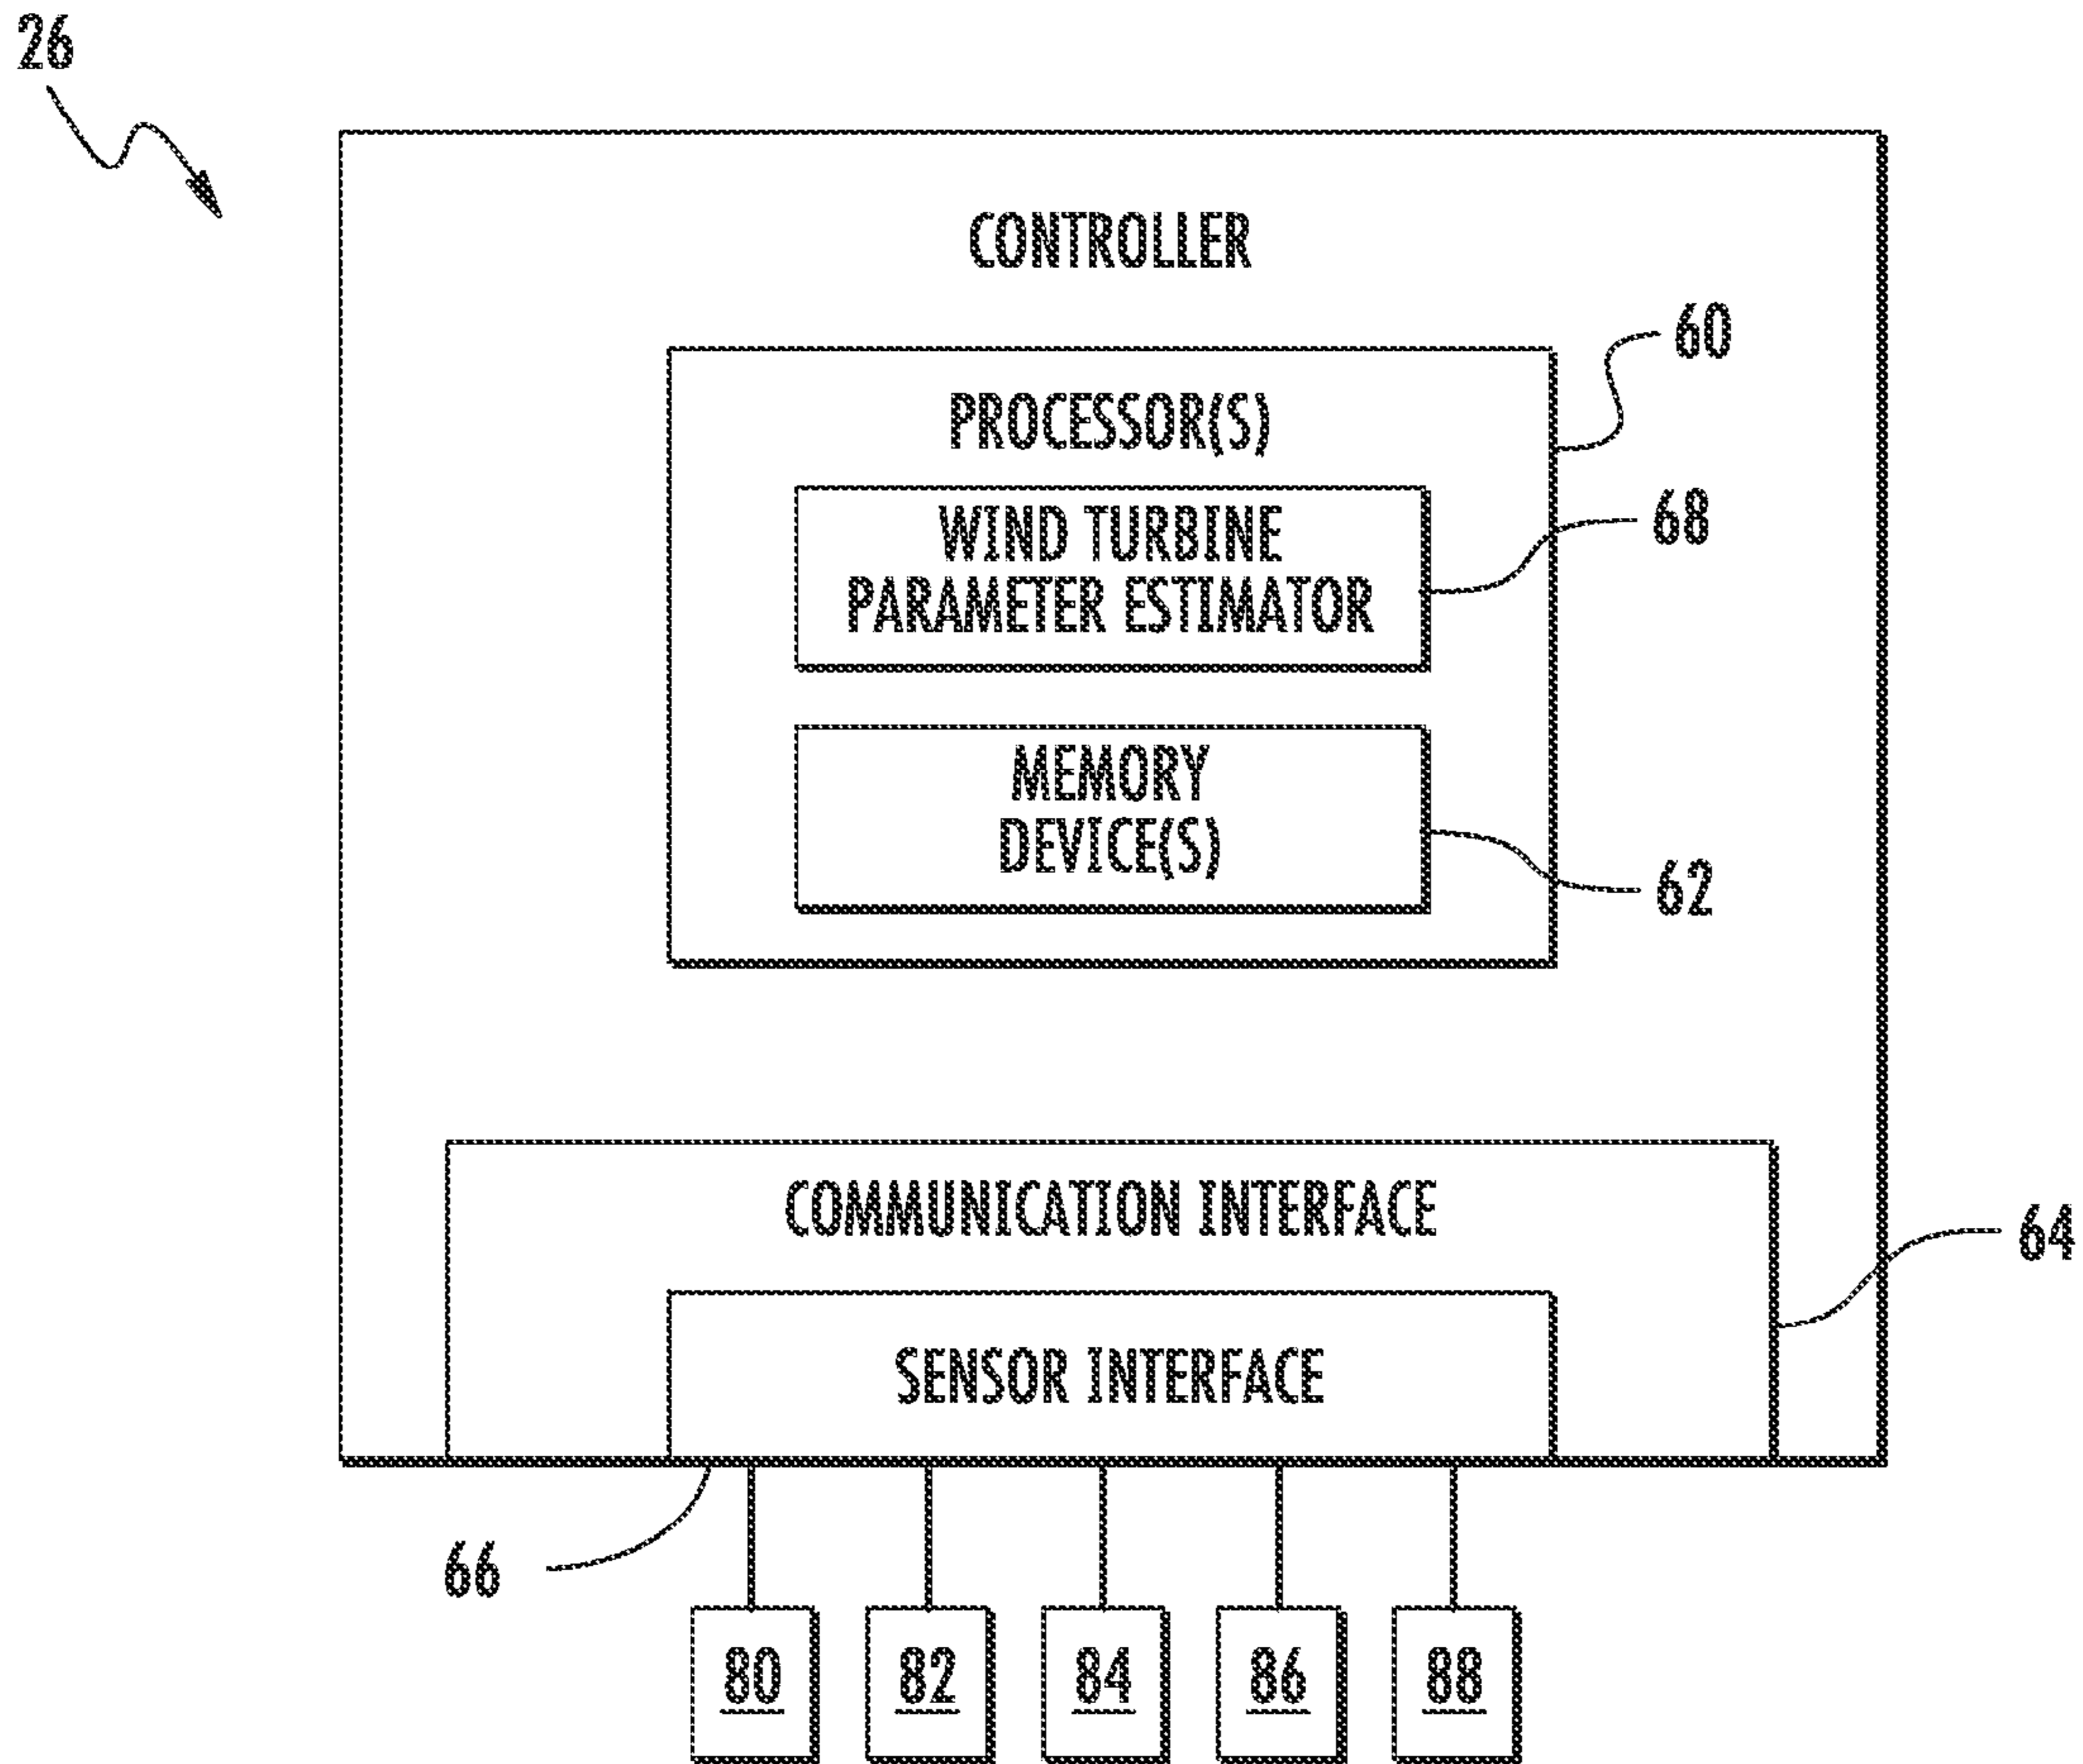 26
CONTROLLER
60
PROCESSOR(S)
68
WIND TURBINE
PARAMETER ESTIMATOR
MEMORY
DEVICE(S)
62
COMMUNICATION INTERFACE
64
SENSOR INTERFACE
66
80 82 84 86 88